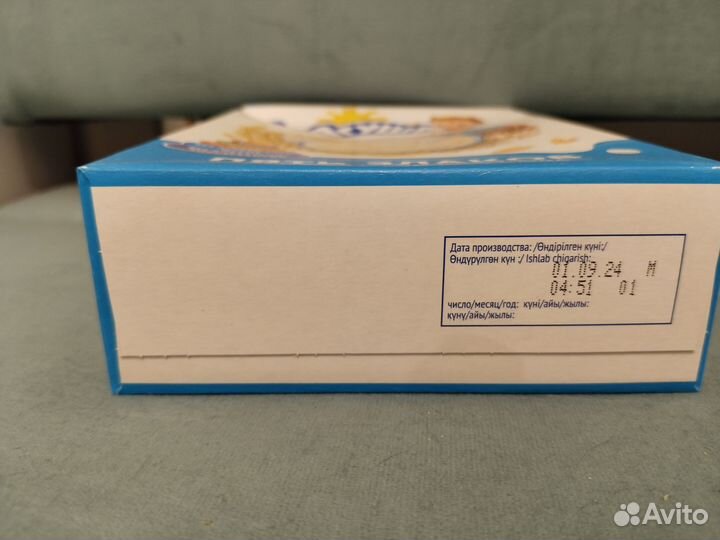 Дата производства: /Өндірілген күні:/
Өндүрүлгөн күн :/ Ishlab chiqarish:
01.09.24 M
04:51 01
число/месяц/год: күні/айы/жылы:
күнү/айы/жылы:
Avito